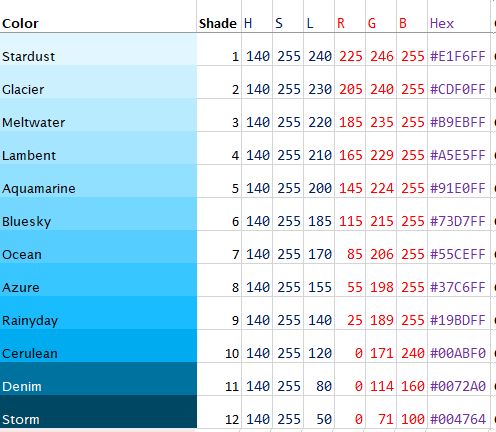 Color Shade H S L R G B Hex
Stardust 1 140 255 240 225 246 255 #E1F6FF
Glacier 2 140 255 230 205 240 255 #CDF0FF
Meltwater 3 140 255 220 185 235 255 #B9EBFF
Lambent 4 140 255 210 165 229 255 #A5E5FF
Aquamarine 5 140 255 200 145 224 255 #91E0FF
Bluesky 6 140 255 185 115 215 255 #73D7FF
Ocean 7 140 255 170 85 206 255 #55CEFF
Azure 8 140 255 155 55 198 255 #37C6FF
Rainyday 9 140 255 140 25 189 255 #19BDFF
Cerulean 10 140 255 120 0 171 240 #00ABF0
Denim 11 140 255 80 0 114 160 #0072A0
Storm 12 140 255 50 0 71 100 #004764